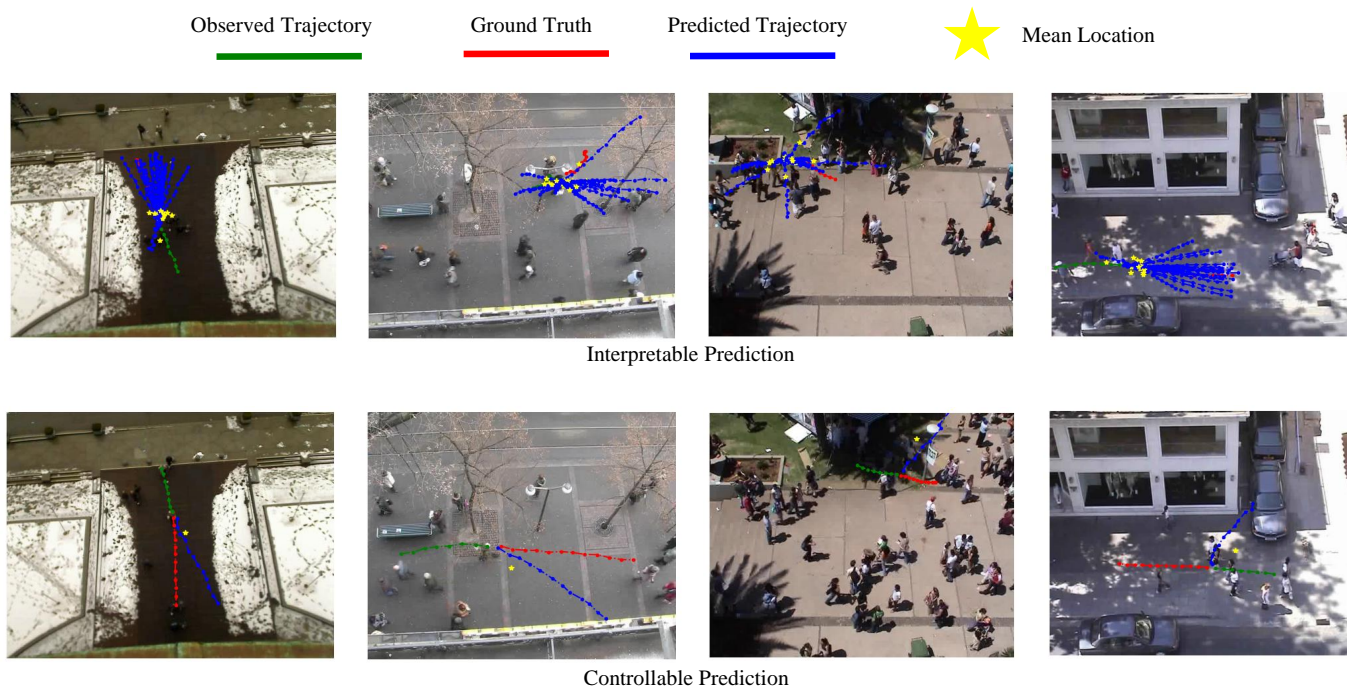 Observed Trajectory Ground Truth Predicted Trajectory Mean Location
Interpretable Prediction
Controllable Prediction